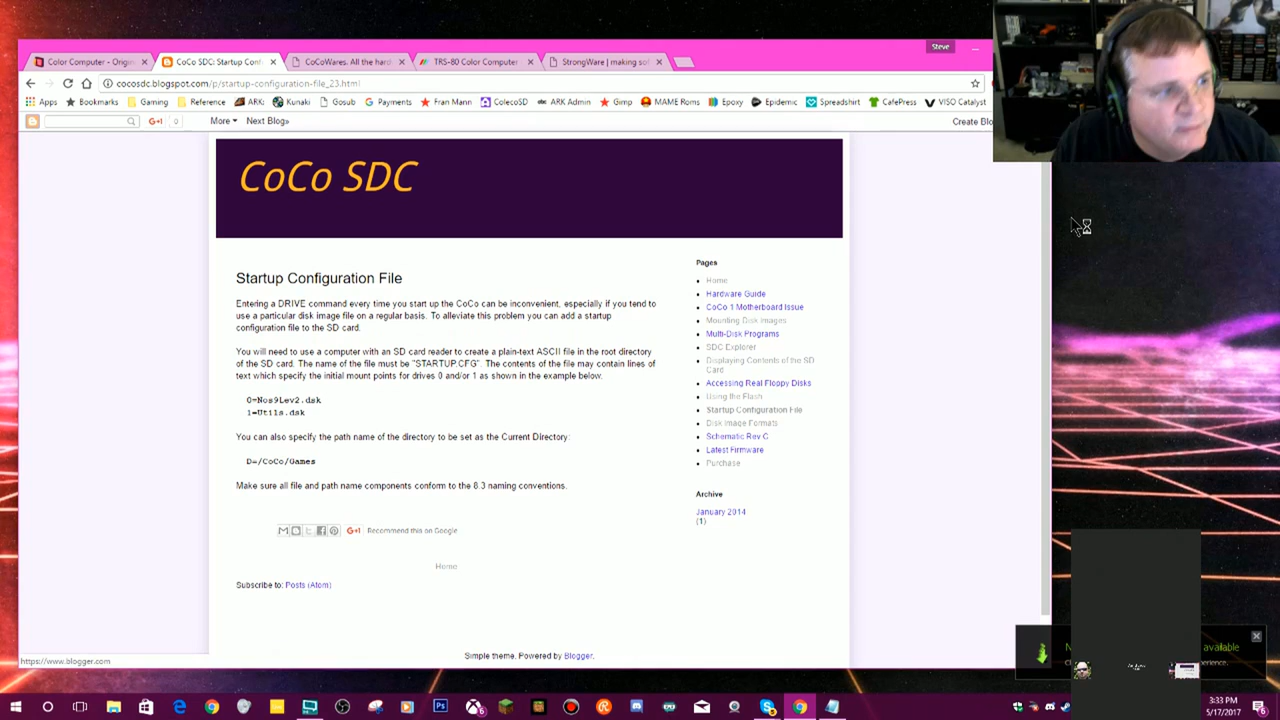 Steve
Color Computer - Origin
CoCo SDC: Startup Conf
CoCoWares. All the hard
TRS-80 Color Computer
StrongWare | making sof
cocosdc.blogspot.com/p/startup-configuration-file_23.html
Apps Bookmarks Gaming Reference ARK: Kunaki Gosub Payments Fran Mann ColecoSD ARK Admin Gimp MAME Roms Epoxy Epidemic Spreadshirt CafePress VISO Catalyst
G+1 0 More Next Blog» Create Blo
CoCo SDC
Startup Configuration File
Entering a DRIVE command every time you start up the CoCo can be inconvenient, especially if you tend to
use a particular disk image file on a regular basis. To alleviate this problem you can add a startup
configuration file to the SD card.
You will need to use a computer with an SD card reader to create a plain-text ASCII file in the root directory
of the SD card. The name of the file must be "STARTUP.CFG". The contents of the file may contain lines of
text which specify the initial mount points for drives 0 and/or 1 as shown in the example below.
0=Nos9Lev2.dsk
1=Utils.dsk
You can also specify the path name of the directory to be set as the Current Directory:
D=/CoCo/Games
Make sure all file and path name components conform to the 8.3 naming conventions.
G+1 Recommend this on Google
Home
Subscribe to: Posts (Atom)
Pages
Home
Hardware Guide
CoCo 1 Motherboard Issue
Mounting Disk Images
Multi-Disk Programs
SDC Explorer
Displaying Contents of the SD
Card
Accessing Real Floppy Disks
Using the Flash
Startup Configuration File
Disk Image Formats
Schematic Rev C
Latest Firmware
Purchase
Archive
January 2014
(1)
Simple theme. Powered by Blogger.
https://www.blogger.com
available
3:33 PM
5/17/2017